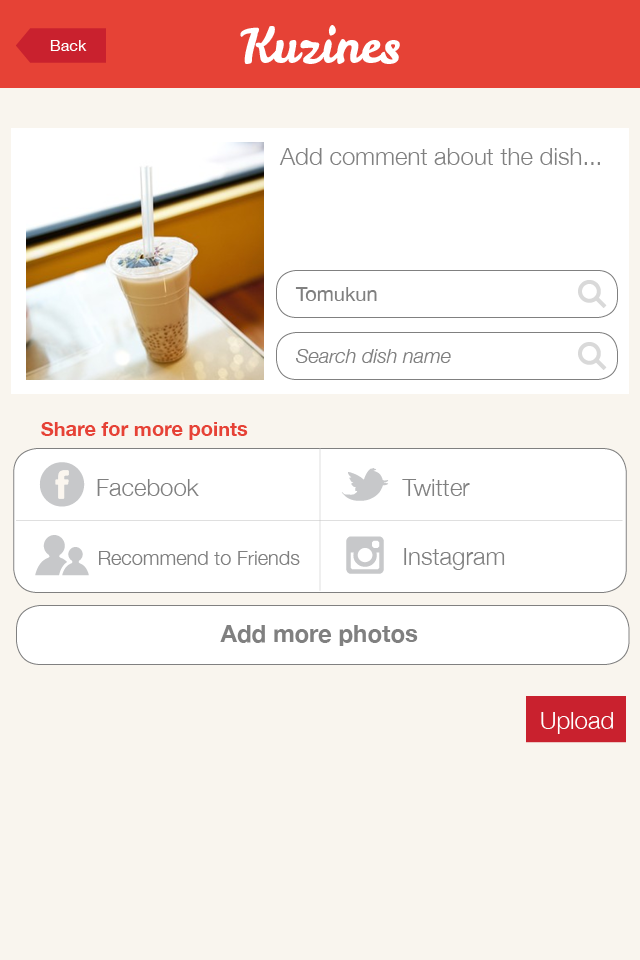 Back
Kuzines
Add comment about the dish...
Tomukun
Search dish name
Share for more points
Facebook
Twitter
Recommend to Friends
Instagram
Add more photos
Upload